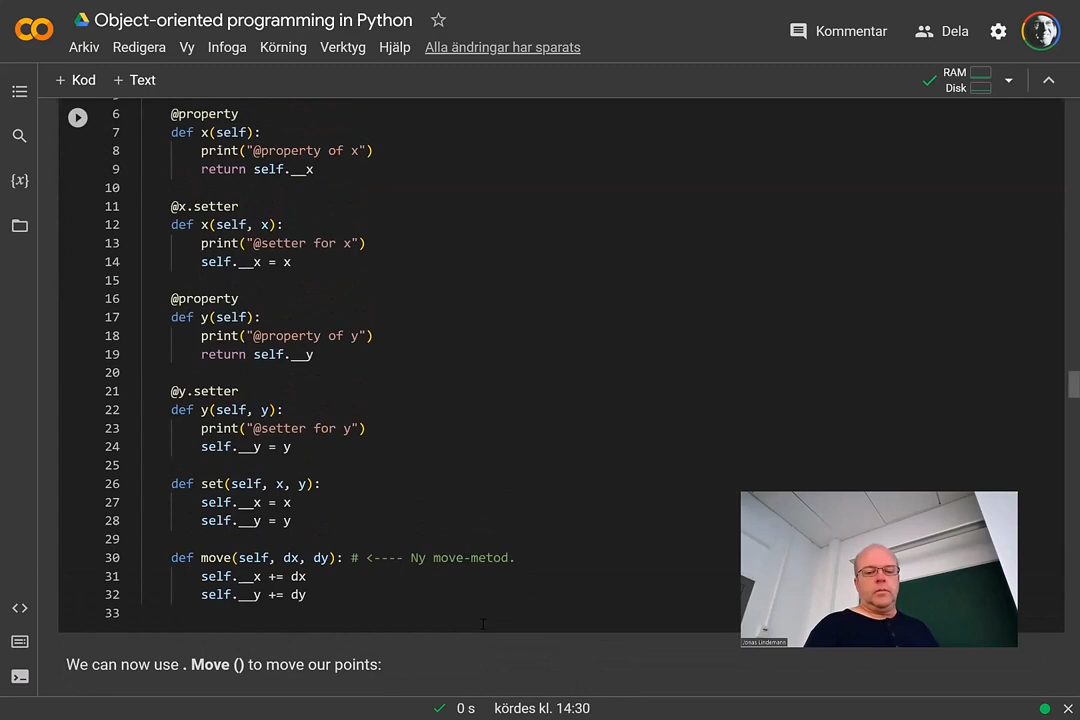 Object-oriented programming in Python
Arkiv Redigera Vy Infoga Körning Verktyg Hjälp Alla ändringar har sparats
Kommentar Dela
+ Kod + Text
RAM
Disk
6 @property
7 def x(self):
8 print("@property of x")
9 return self.__x
10
11 @x.setter
12 def x(self, x):
13 print("@setter for x")
14 self.__x = x
15
16 @property
17 def y(self):
18 print("@property of y")
19 return self.__y
20
21 @y.setter
22 def y(self, y):
23 print("@setter for y")
24 self.__y = y
25
26 def set(self, x, y):
27 self.__x = x
28 self.__y = y
29
30 def move(self, dx, dy): # <---- Ny move-metod.
31 self.__x += dx
32 self.__y += dy
33
Jonas Lindemann
We can now use . Move () to move our points:
0 s kördes kl. 14:30